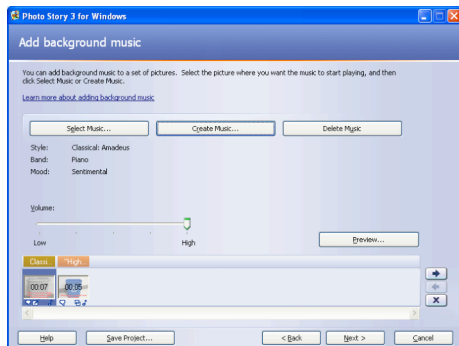 Photo Story 3 for Windows
Add background music
You can add background music to a set of pictures. Select the picture where you want the music to start playing, and then
click Select Music or Create Music.
Learn more about adding background music
Select Music...
Create Music...
Delete Music
Style: Classical: Amadeus
Band: Piano
Mood: Sentimental
Volume:
Low
High
Preview...
Classi
"High
00:07
00:05
Help
Save Project...
< Back
Next >
Cancel